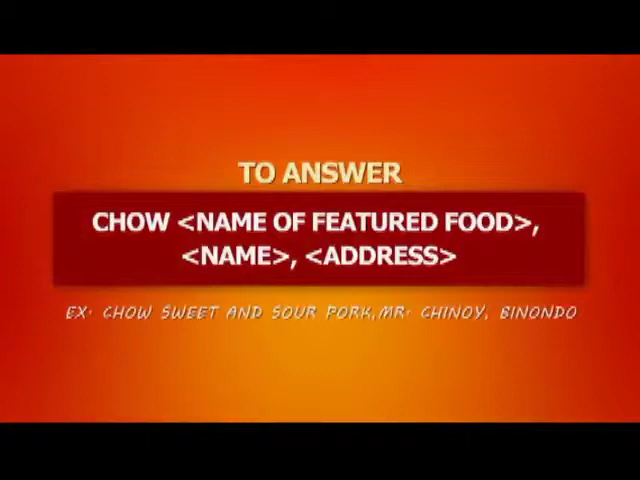 TO ANSWER
CHOW <NAME OF FEATURED FOOD>,
<NAME>, <ADDRESS>
EX: CHOW SWEET AND SOUR PORK,MR. CHINOY, BINONDO